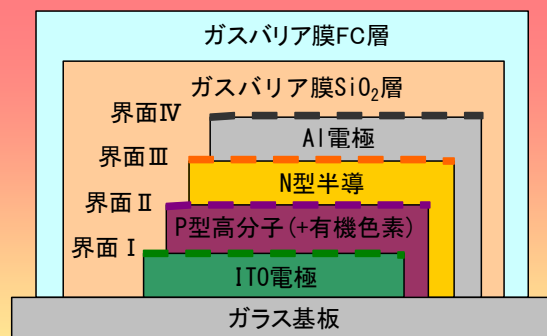 ガスバリア膜FC層
ガスバリア膜SiO₂層
界面Ⅳ
Al電極
界面Ⅲ
N型半導
界面Ⅱ
P型高分子(+有機色素)
界面Ⅰ
ITO電極
ガラス基板